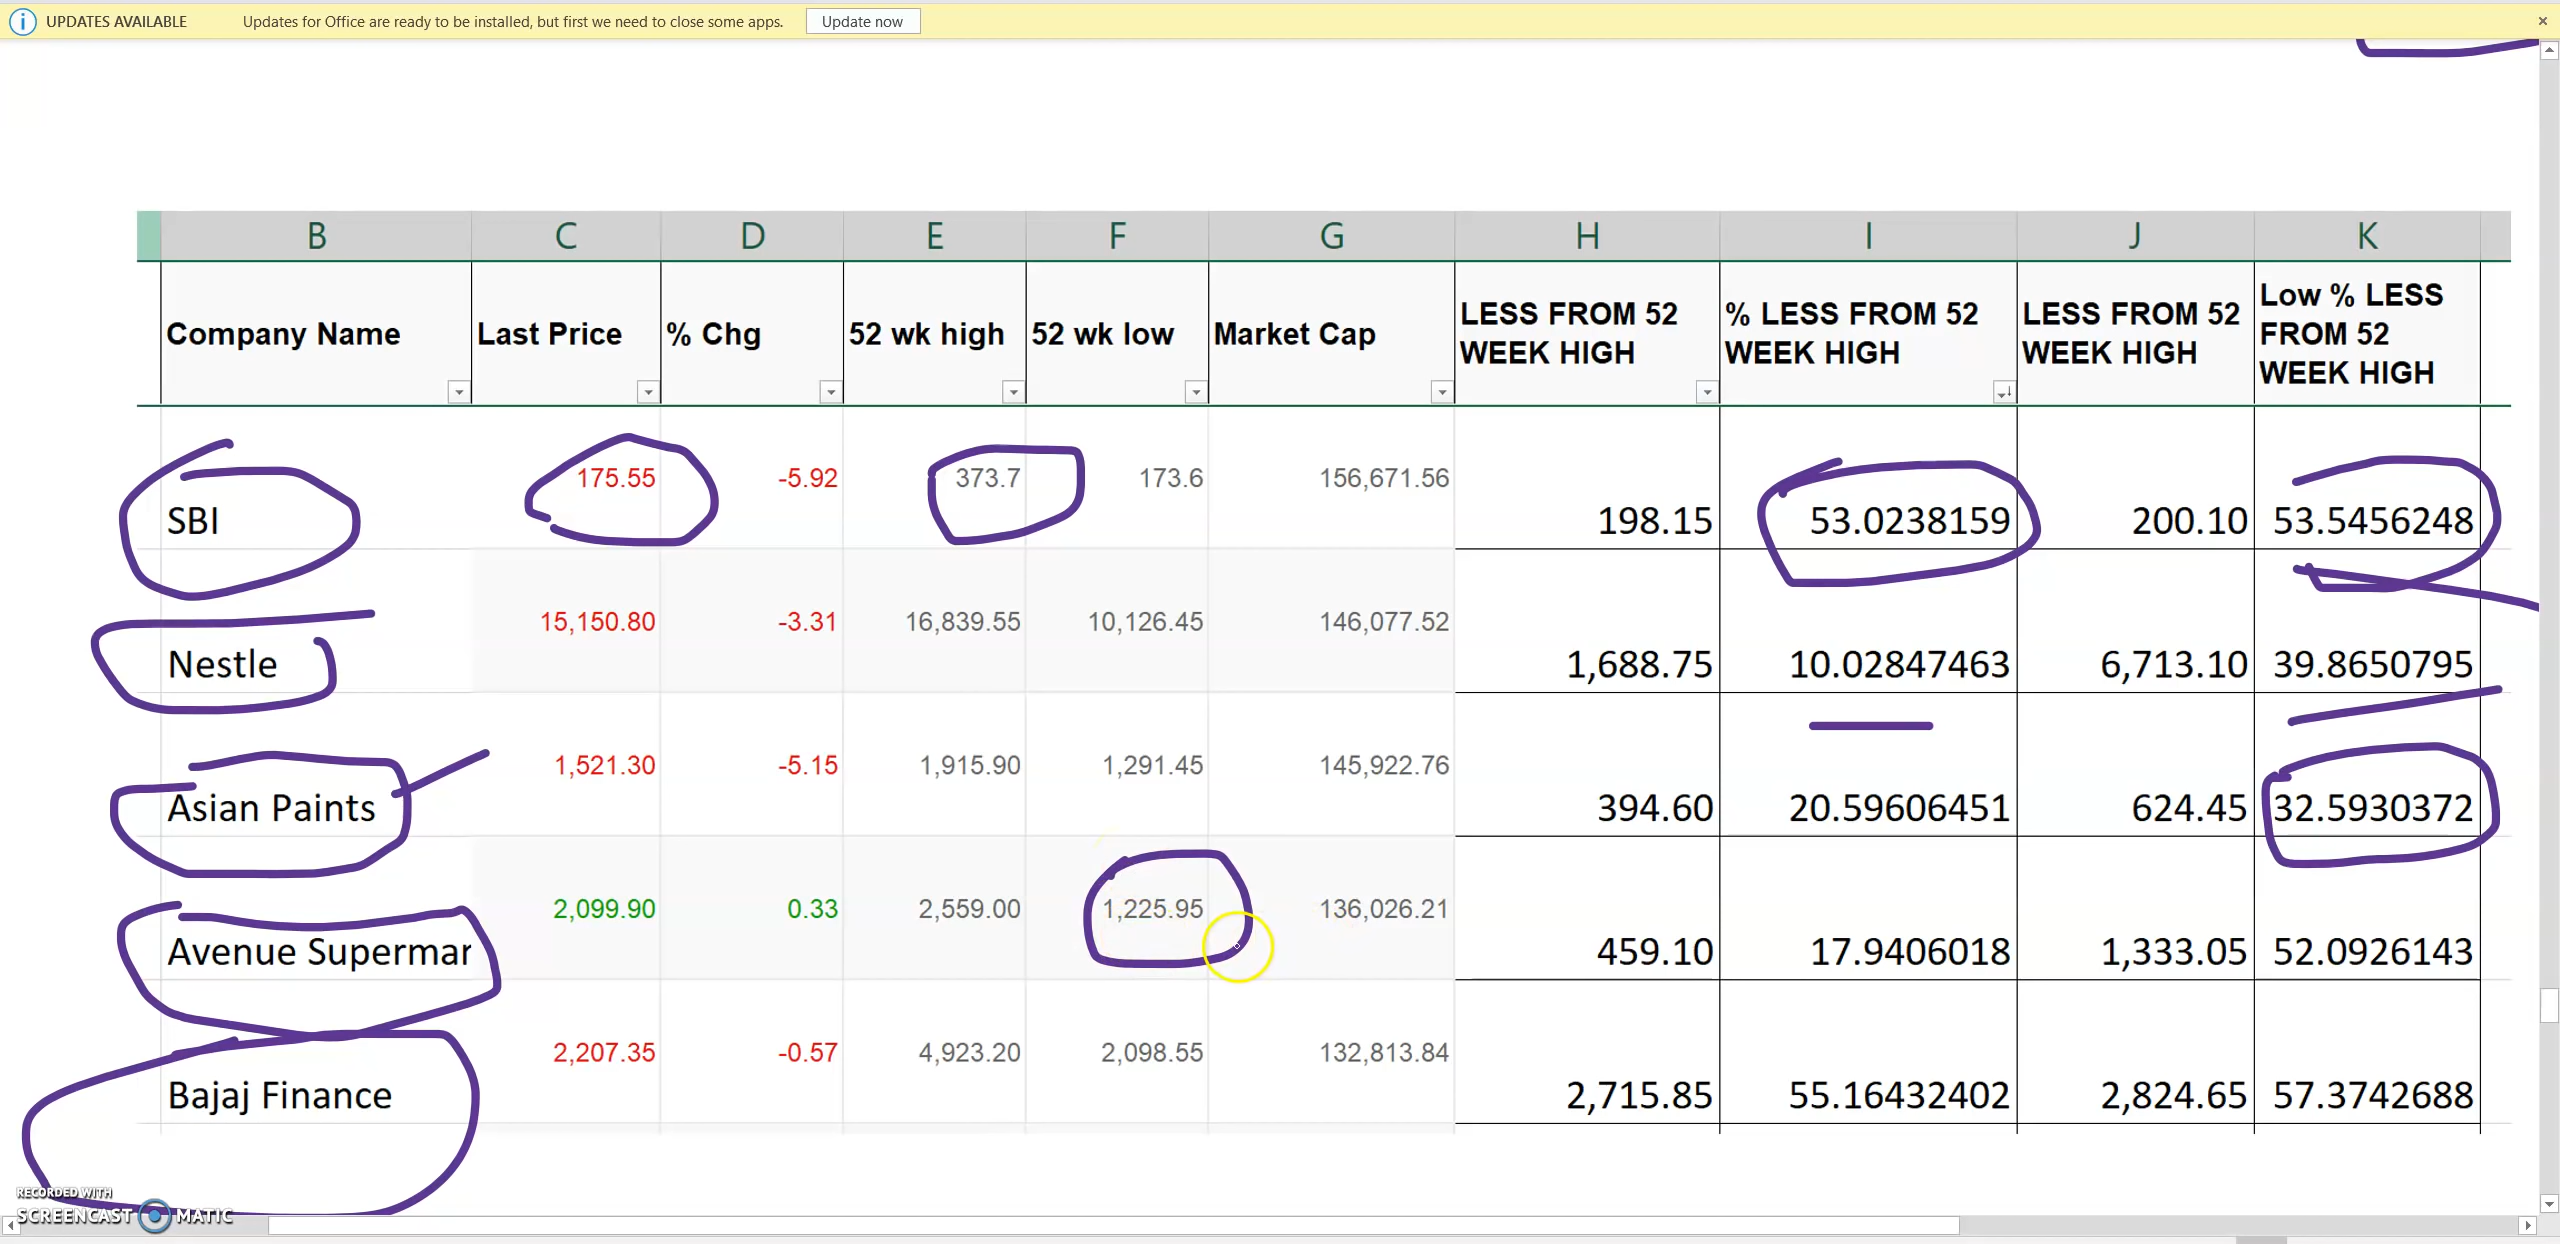 UPDATES AVAILABLE Updates for Office are ready to be installed, but first we need to close some apps. Update now
B C D E F G H I J K
Company Name Last Price % Chg 52 wk high 52 wk low Market Cap LESS FROM 52 WEEK HIGH % LESS FROM 52 WEEK HIGH LESS FROM 52 WEEK HIGH Low % LESS FROM 52 WEEK HIGH
SBI 175.55 -5.92 373.7 173.6 156,671.56 198.15 53.0238159 200.10 53.5456248
Nestle 15,150.80 -3.31 16,839.55 10,126.45 146,077.52 1,688.75 10.02847463 6,713.10 39.8650795
Asian Paints 1,521.30 -5.15 1,915.90 1,291.45 145,922.76 394.60 20.59606451 624.45 32.5930372
Avenue Supermar 2,099.90 0.33 2,559.00 1,225.95 136,026.21 459.10 17.9406018 1,333.05 52.0926143
Bajaj Finance 2,207.35 -0.57 4,923.20 2,098.55 132,813.84 2,715.85 55.16432402 2,824.65 57.3742688
RECORDED WITH
SCREENCAST MATIC